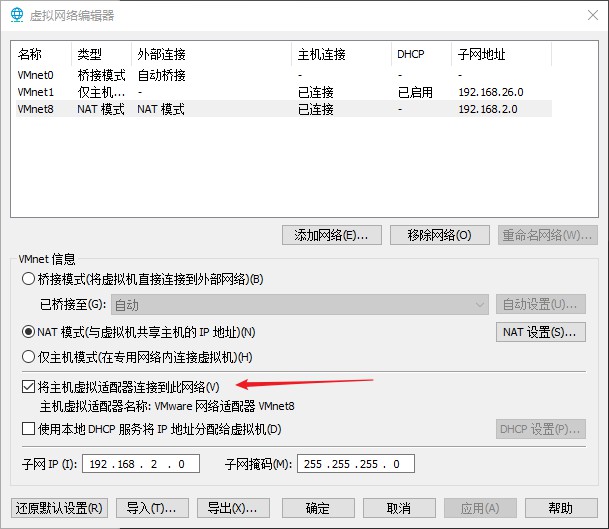 虚拟网络编辑器
名称 类型 外部连接 主机连接 DHCP 子网地址
VMnet0 桥接模式 自动桥接 - - -
VMnet1 仅主机... - 已连接 已启用 192.168.26.0
VMnet8 NAT 模式 NAT 模式 已连接 - 192.168.2.0
添加网络(E)... 移除网络(O) 重命名网络(W)...
VMnet 信息
桥接模式(将虚拟机直接连接到外部网络)(B)
已桥接至(G): 自动 自动设置(U)...
NAT 模式(与虚拟机共享主机的 IP 地址)(N) NAT 设置(S)...
仅主机模式(在专用网络内连接虚拟机)(H)
将主机虚拟适配器连接到此网络(V)
主机虚拟适配器名称: VMware 网络适配器 VMnet8
使用本地 DHCP 服务将 IP 地址分配给虚拟机(D) DHCP 设置(P)...
子网 IP (I): 192 .168 . 2 . 0 子网掩码(M): 255 .255 .255 . 0
还原默认设置(R) 导入(T)... 导出(X)... 确定 取消 应用(A) 帮助